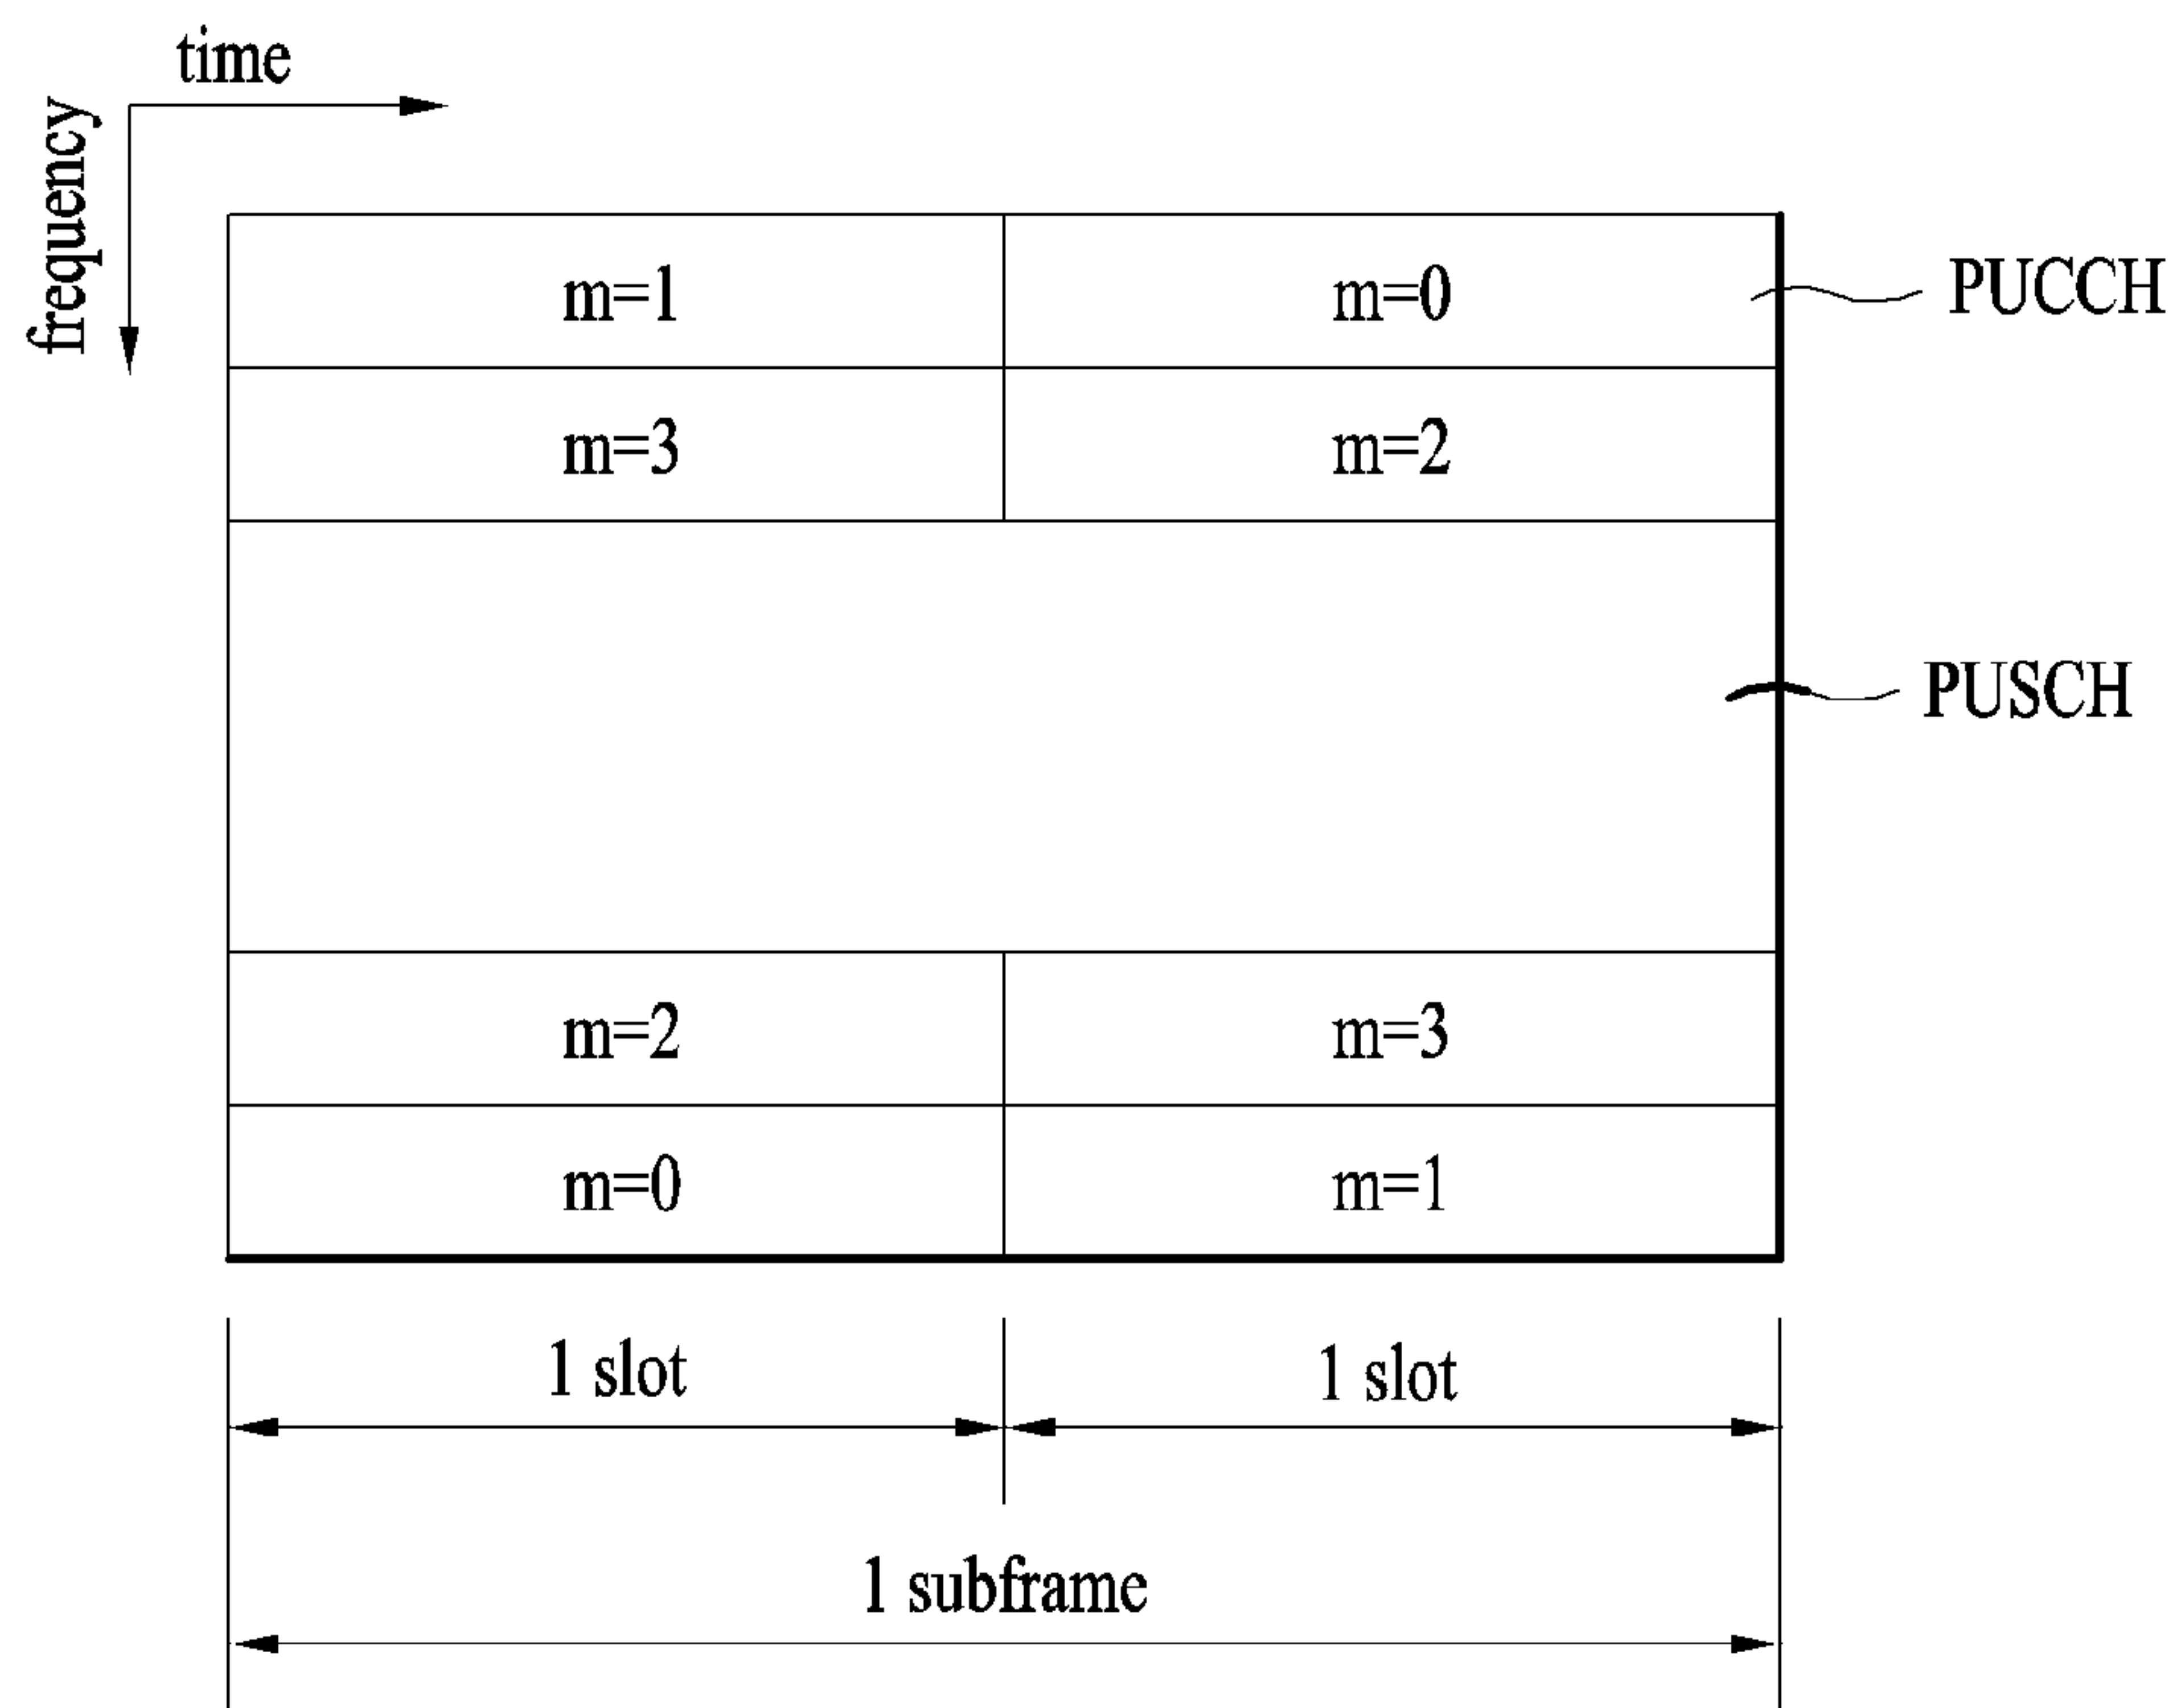 time
frequency
m=1
m=0
PUCCH
m=3
m=2
PUSCH
m=2
m=3
m=0
m=1
1 slot
1 slot
1 subframe